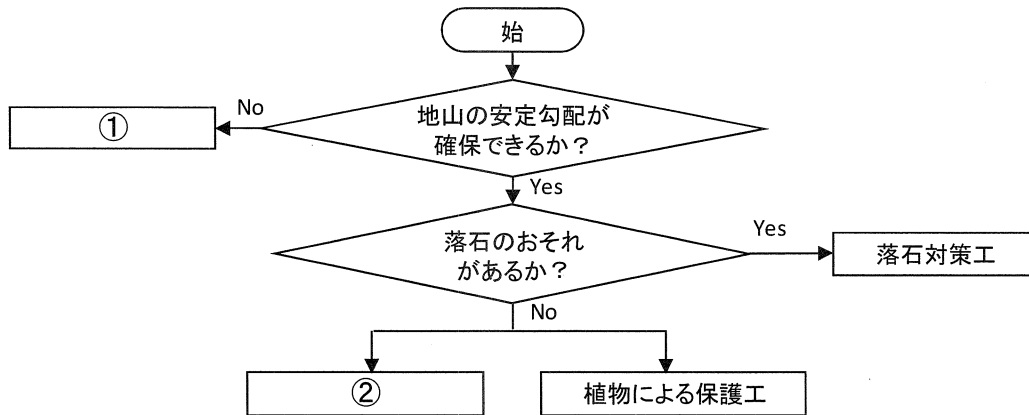 始
No
地山の安定勾配が
確保できるか？
①
Yes
落石のおそれ
があるか？
Yes
落石対策工
No
②
植物による保護工